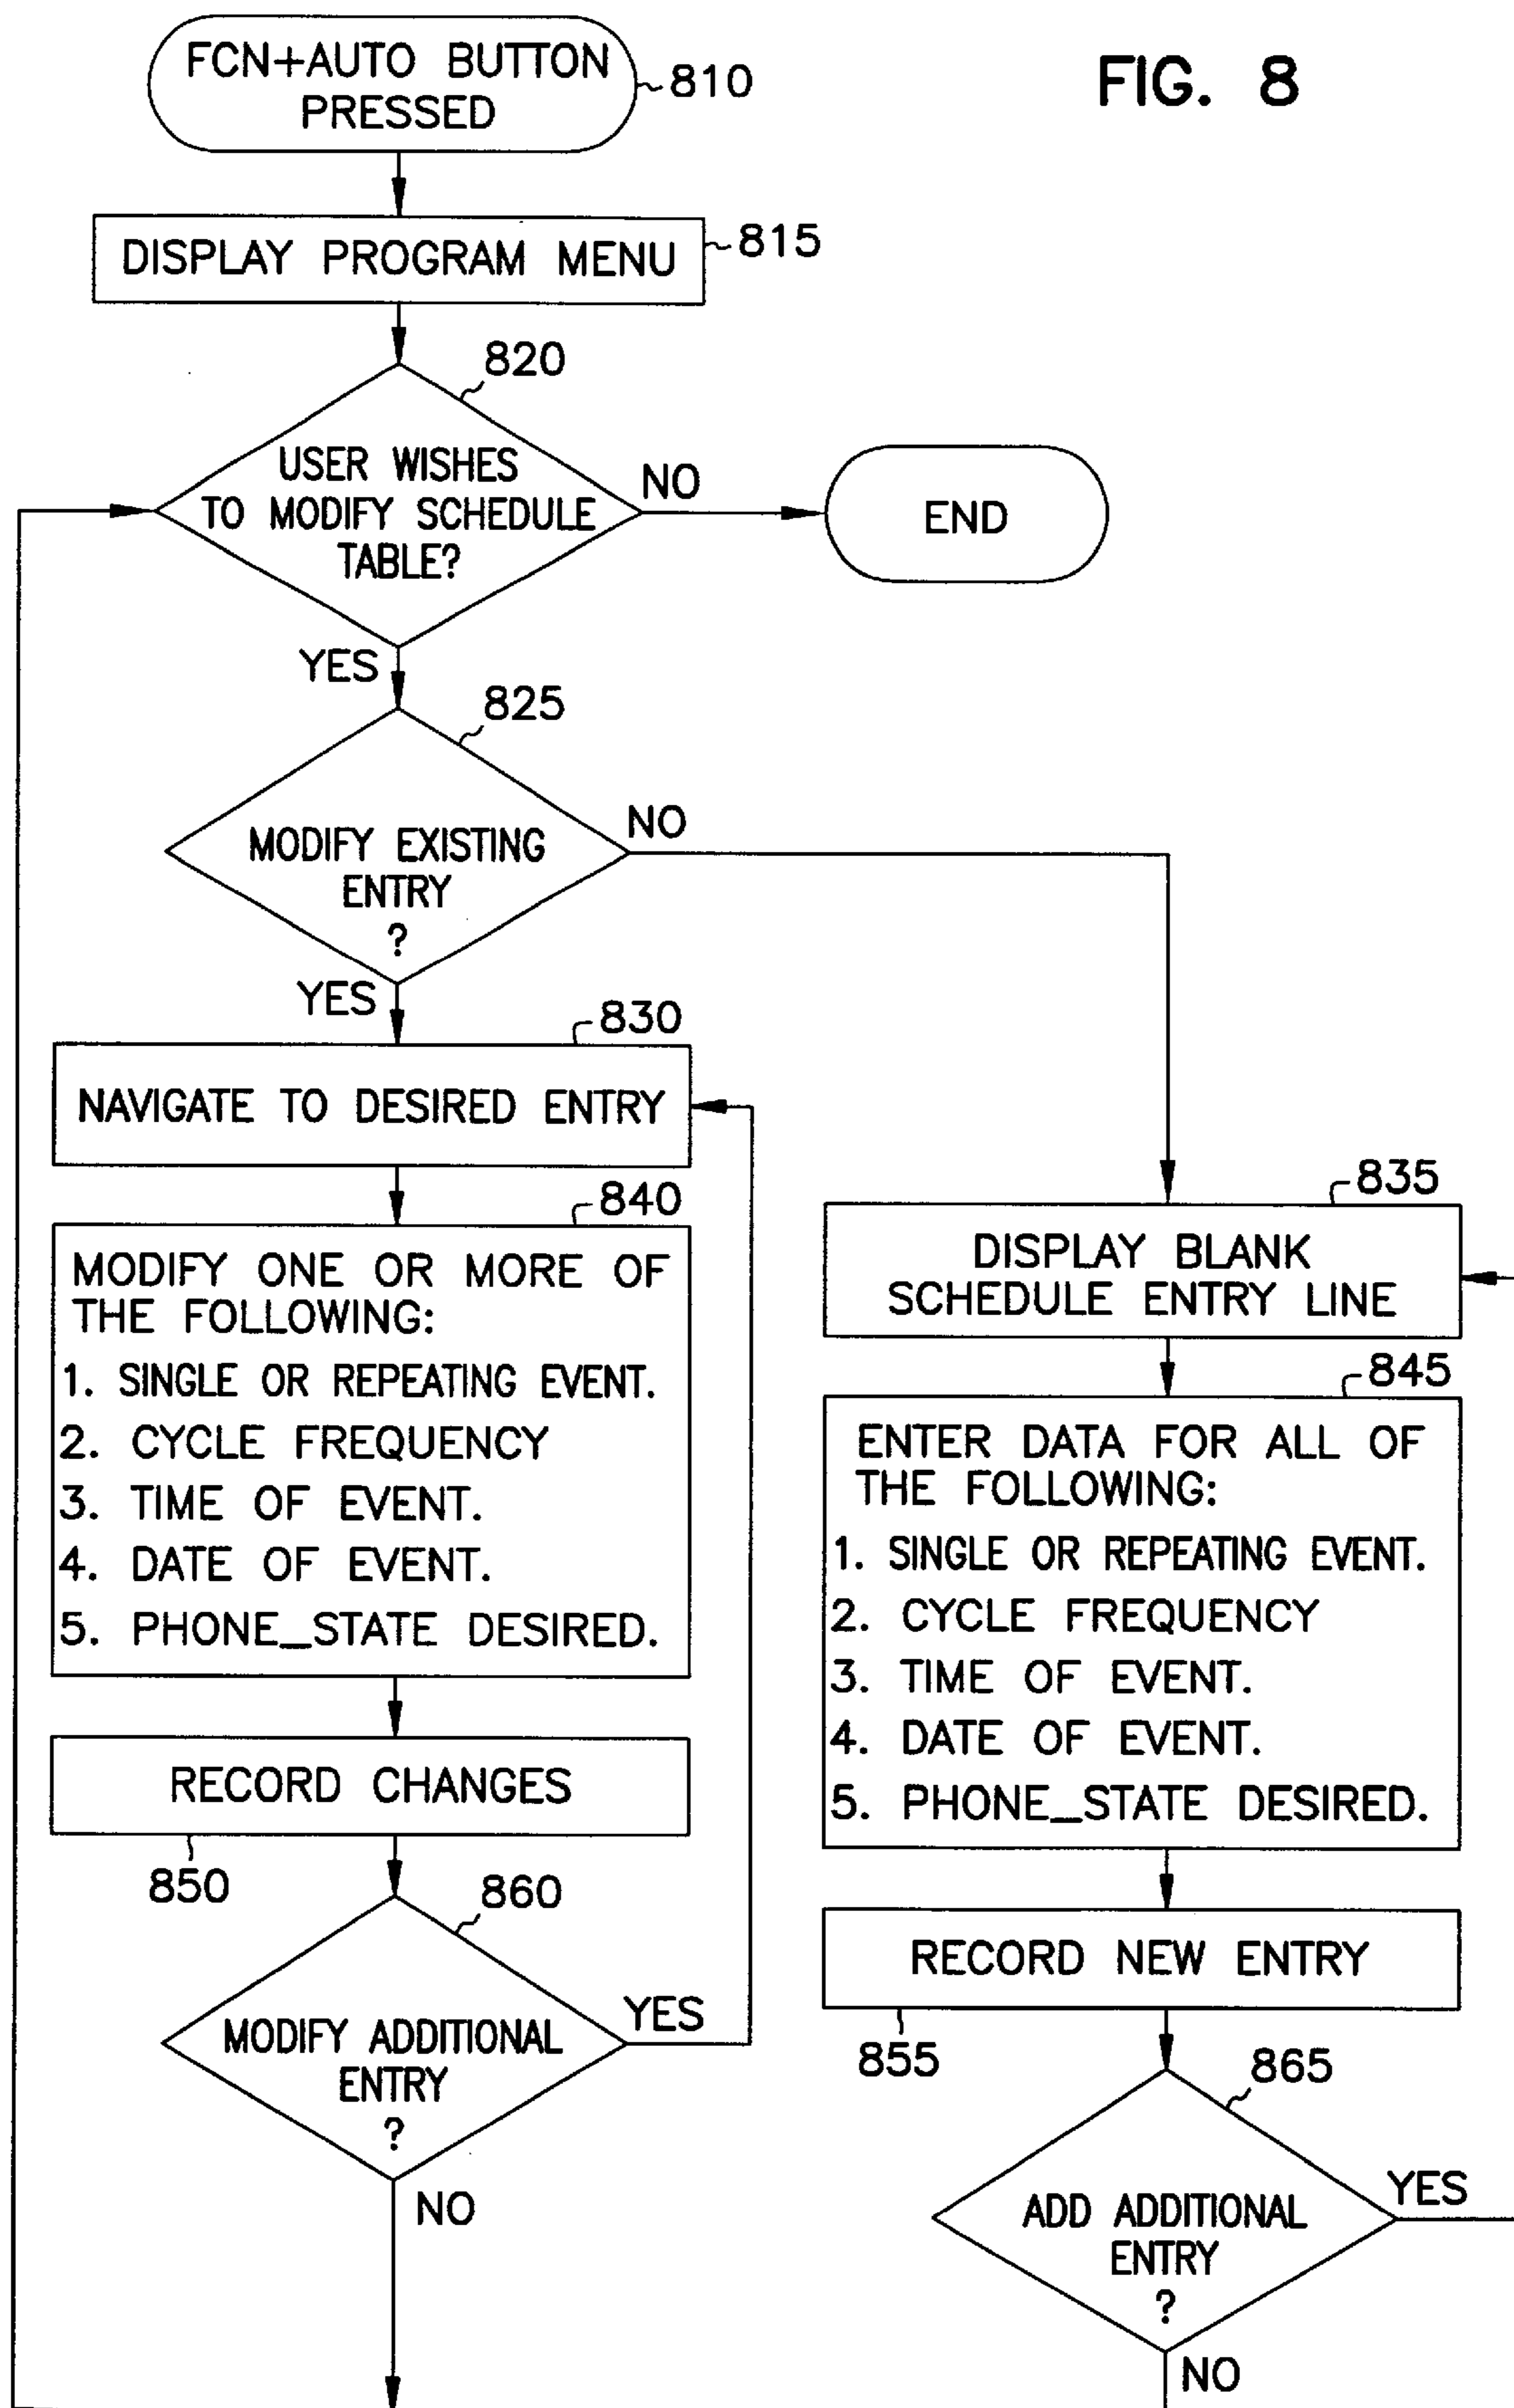 FIG. 8
FCN+AUTO BUTTON
PRESSED
810
DISPLAY PROGRAM MENU
815
820
USER WISHES
TO MODIFY SCHEDULE
TABLE?
NO
END
YES
825
MODIFY EXISTING
ENTRY
?
NO
YES
830
NAVIGATE TO DESIRED ENTRY
840
MODIFY ONE OR MORE OF
THE FOLLOWING:
1. SINGLE OR REPEATING EVENT.
2. CYCLE FREQUENCY
3. TIME OF EVENT.
4. DATE OF EVENT.
5. PHONE_STATE DESIRED.
RECORD CHANGES
850
860
MODIFY ADDITIONAL
ENTRY
?
YES
NO
835
DISPLAY BLANK
SCHEDULE ENTRY LINE
845
ENTER DATA FOR ALL OF
THE FOLLOWING:
1. SINGLE OR REPEATING EVENT.
2. CYCLE FREQUENCY
3. TIME OF EVENT.
4. DATE OF EVENT.
5. PHONE_STATE DESIRED.
RECORD NEW ENTRY
855
865
ADD ADDITIONAL
ENTRY
?
YES
NO